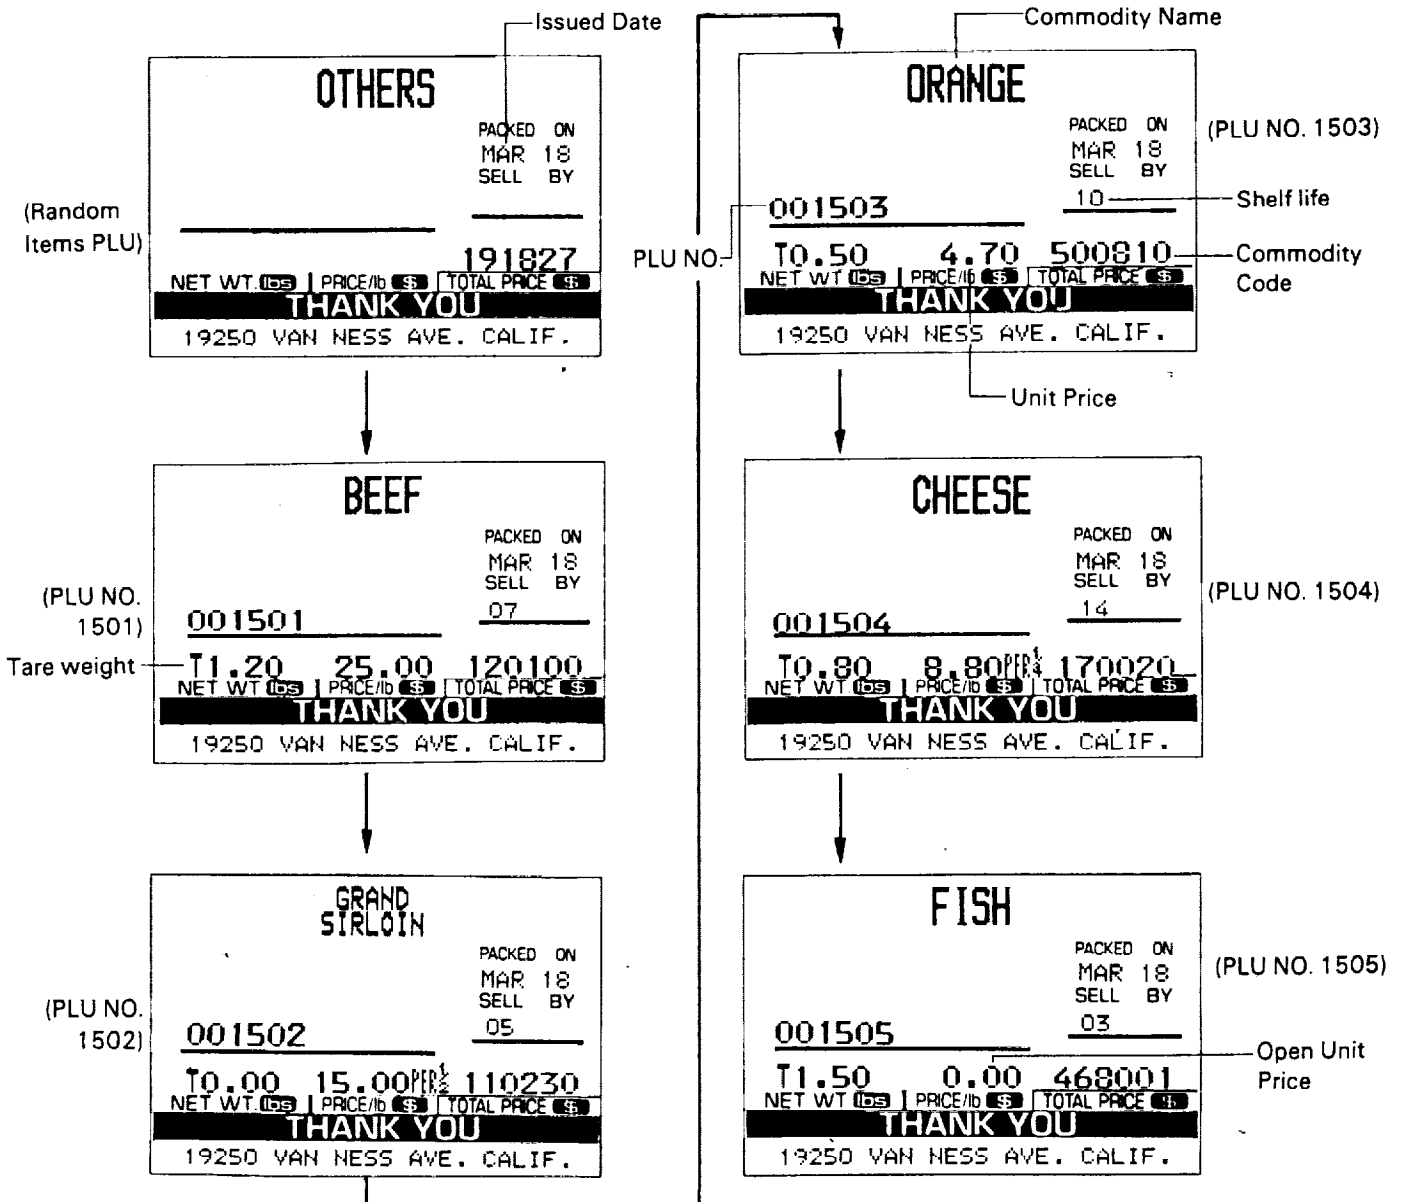 Issued Date
OTHERS
PACKED ON
MAR 18
SELL BY
(Random
Items PLU)
191827
NET WT. lbs PRICE/lb $ TOTAL PRICE $
THANK YOU
19250 VAN NESS AVE. CALIF.
BEEF
PACKED ON
MAR 18
SELL BY
07
(PLU NO.
1501)
001501
Tare weight
T1.20 25.00 120100
NET WT lbs PRICE/lb $ TOTAL PRICE $
THANK YOU
19250 VAN NESS AVE. CALIF.
GRAND
SIRLOIN
PACKED ON
MAR 18
SELL BY
05
(PLU NO.
1502)
001502
T0.00 15.00PER½ 110230
NET WT. lbs PRICE/lb $ TOTAL PRICE $
THANK YOU
19250 VAN NESS AVE. CALIF.
Commodity Name
ORANGE
PACKED ON
MAR 18
SELL BY
(PLU NO. 1503)
10
Shelf life
001503
PLU NO.
T0.50 4.70 500810
Commodity
Code
NET WT lbs PRICE/lb $ TOTAL PRICE $
THANK YOU
19250 VAN NESS AVE. CALIF.
Unit Price
CHEESE
PACKED ON
MAR 18
SELL BY
14
(PLU NO. 1504)
001504
T0.80 8.80PER¼ 170020
NET WT lbs PRICE/lb $ TOTAL PRICE $
THANK YOU
19250 VAN NESS AVE. CALIF.
FISH
PACKED ON
MAR 18
SELL BY
03
(PLU NO. 1505)
001505
Open Unit
Price
T1.50 0.00 468001
NET WT lbs PRICE/lb $ TOTAL PRICE $
THANK YOU
19250 VAN NESS AVE. CALIF.